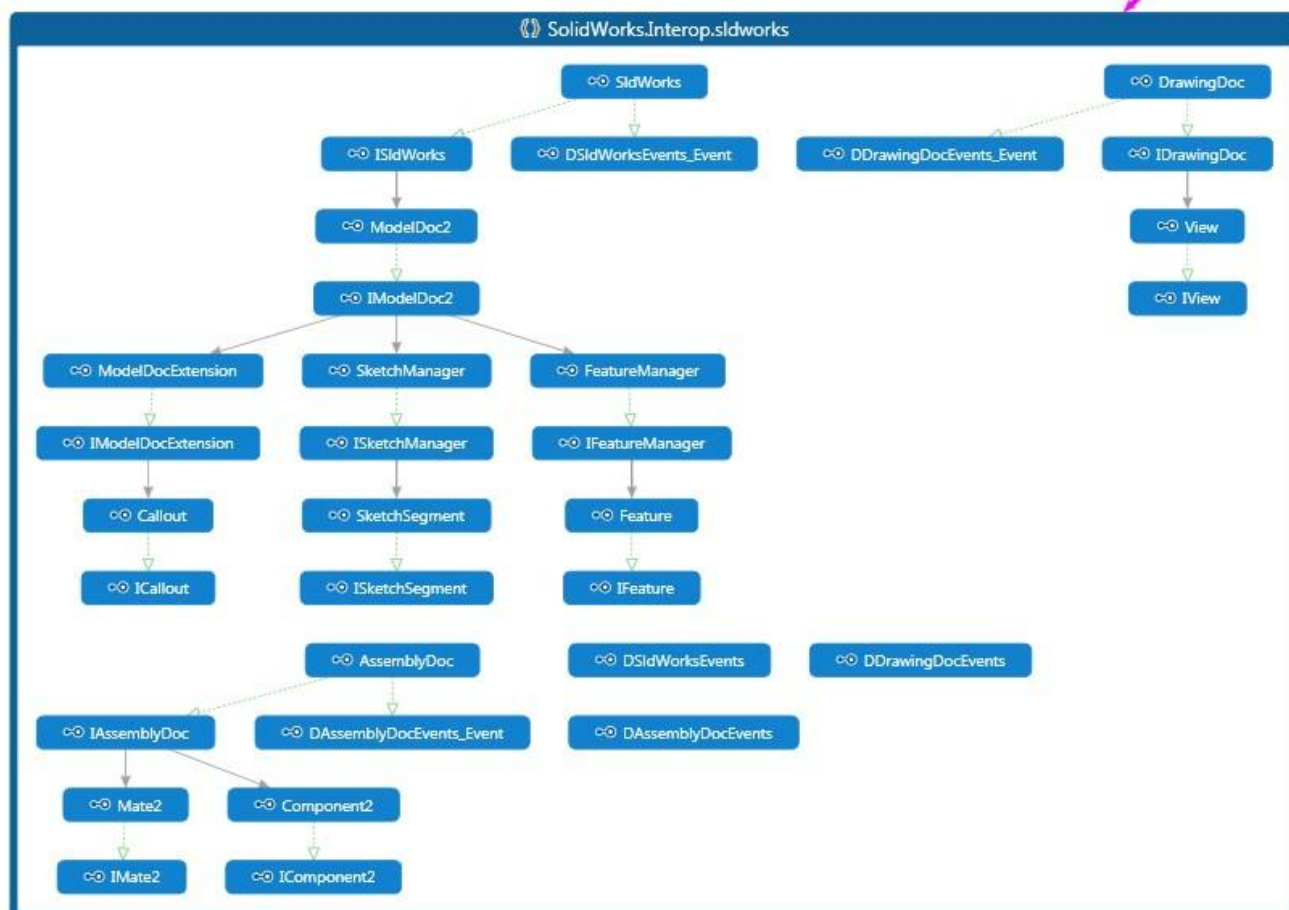 SolidWorks.Interop.sldworks
SldWorks
DrawingDoc
ISldWorks
DSldWorksEvents_Event
DDrawingDocEvents_Event
IDrawingDoc
ModelDoc2
View
IModelDoc2
IView
ModelDocExtension
SketchManager
FeatureManager
IModelDocExtension
ISketchManager
IFeatureManager
Callout
SketchSegment
Feature
ICallout
ISketchSegment
IFeature
AssemblyDoc
DSldWorksEvents
DDrawingDocEvents
IAssemblyDoc
DAssemblyDocEvents_Event
DAssemblyDocEvents
Mate2
Component2
IMate2
IComponent2